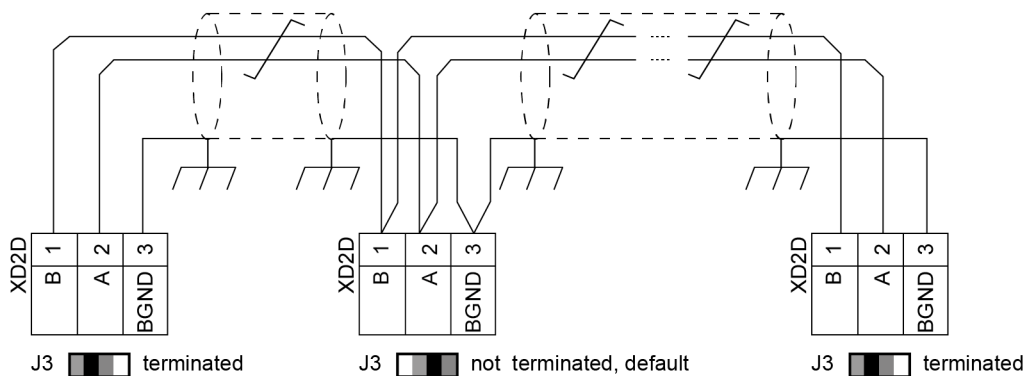 XD2D 1 2 3
B A BGND
XD2D 1 2 3
B A BGND
XD2D 1 2 3
B A BGND
J3 terminated
J3 not terminated, default
J3 terminated